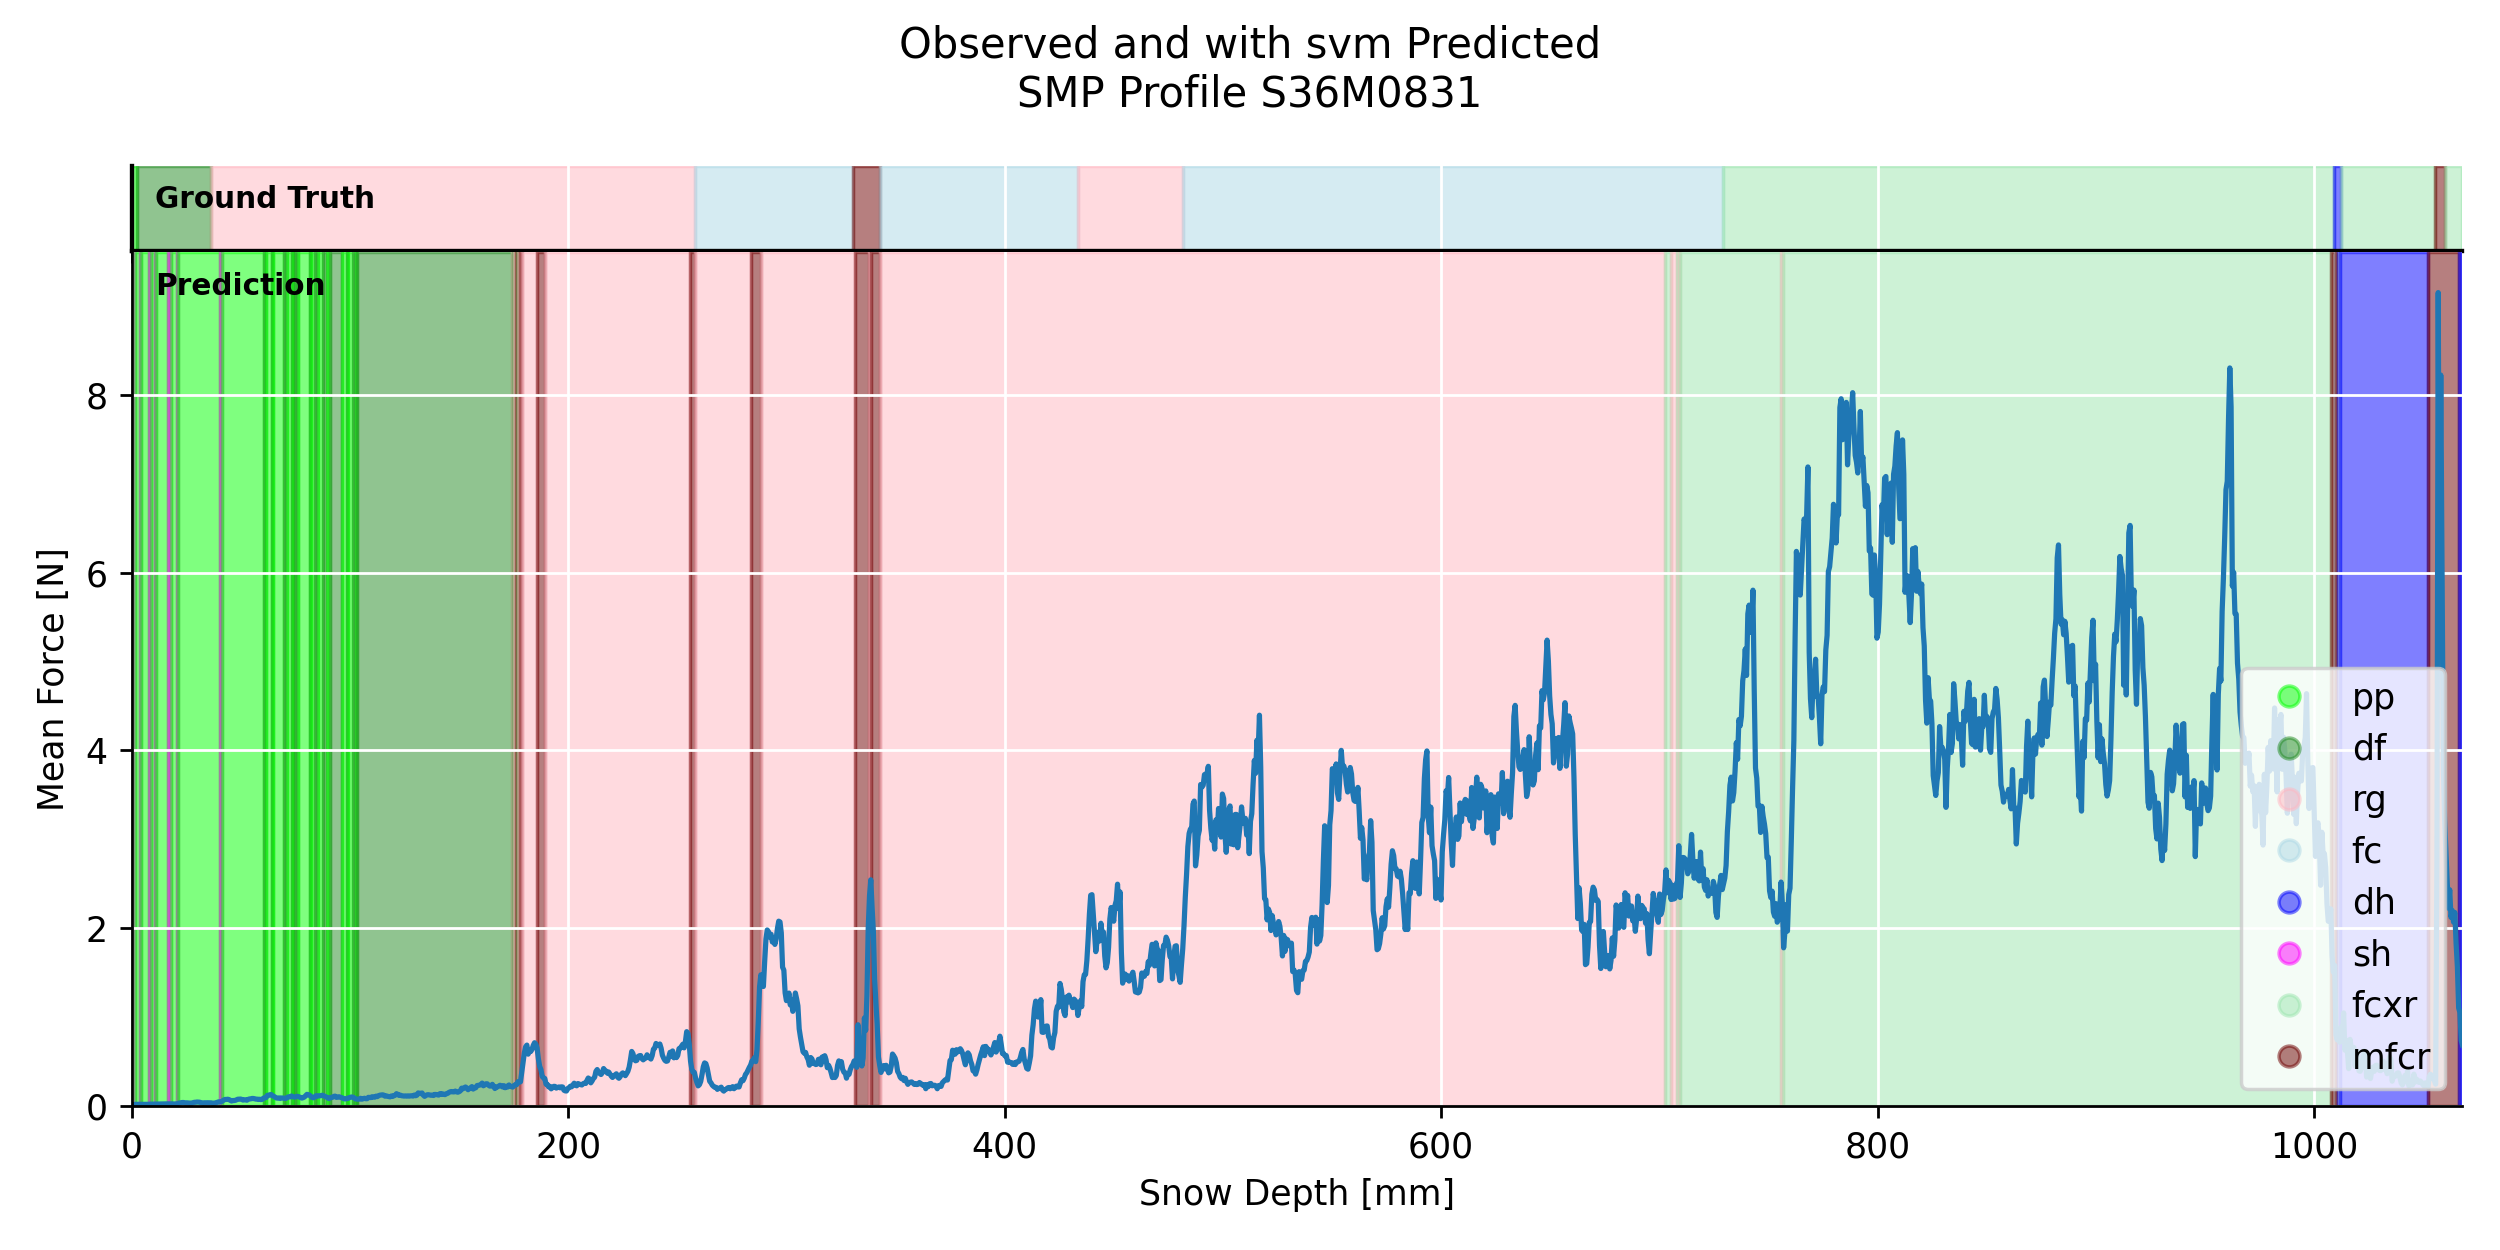 Observed and with svm Predicted
SMP Profile S36M0831
Ground Truth
Prediction
8
6
4
2
0
Mean Force [N]
pp
df
rg
fc
dh
sh
fcxr
mfcr
0 200 400 600 800 1000
Snow Depth [mm]